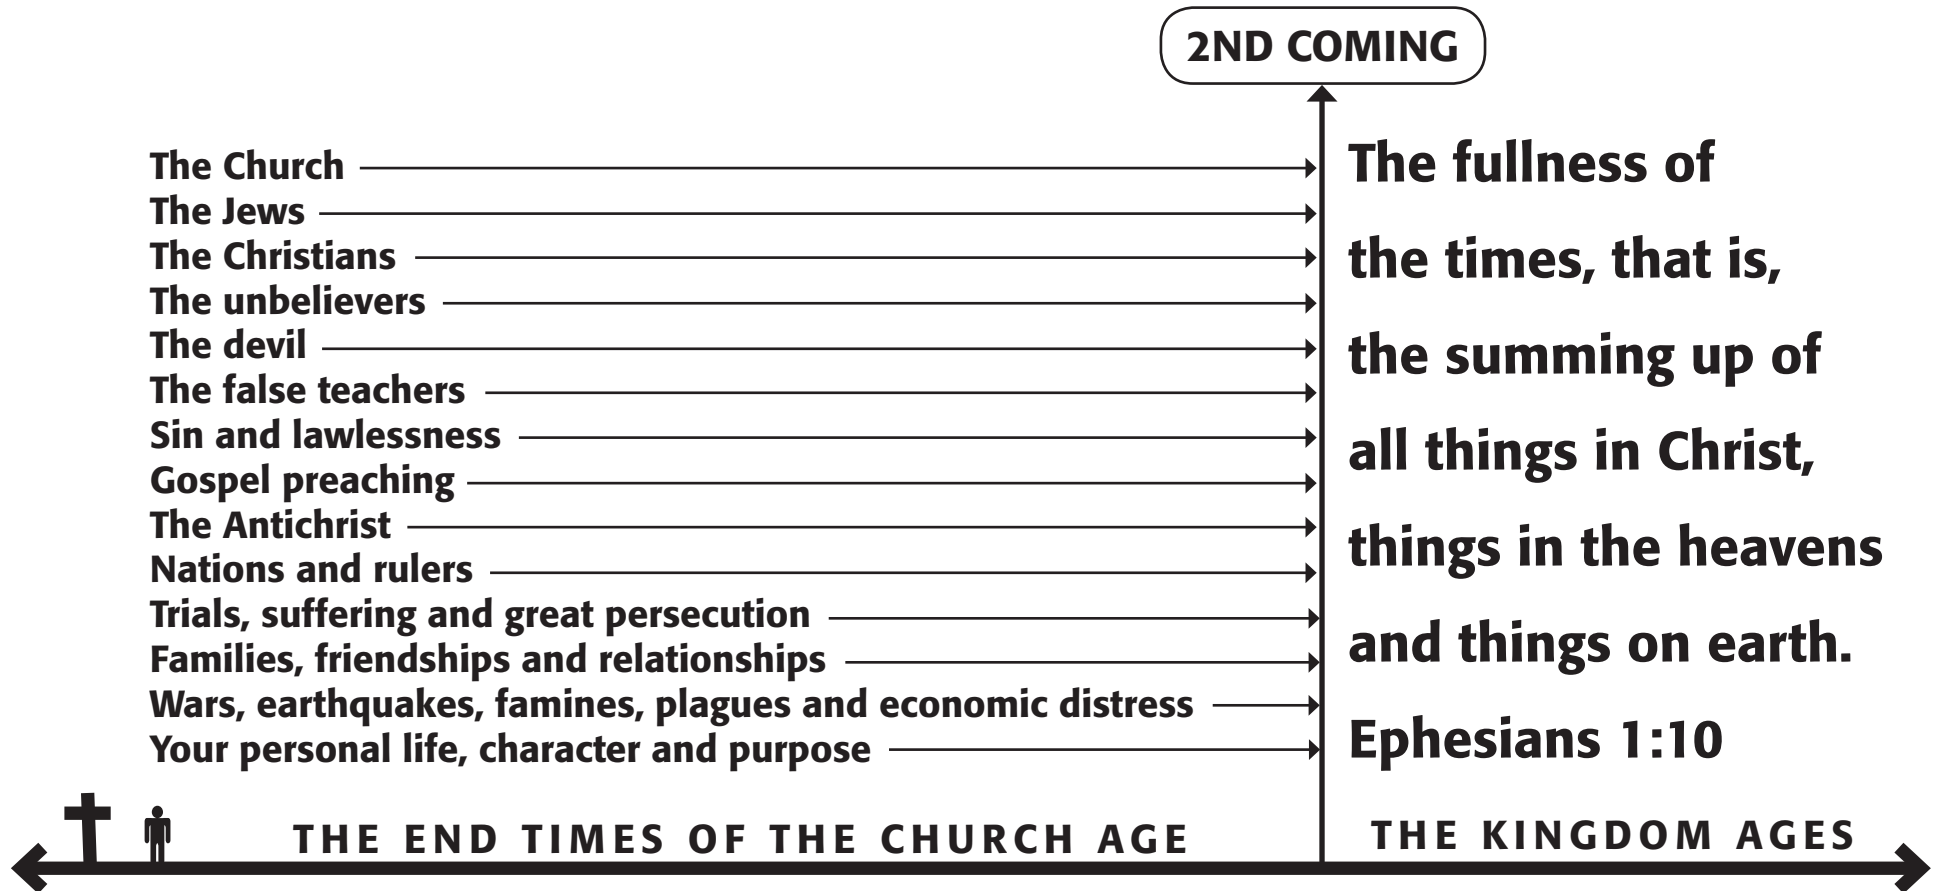 2ND COMING
The Church
The Jews
The Christians
The unbelievers
The devil
The false teachers
Sin and lawlessness
Gospel preaching
The Antichrist
Nations and rulers
Trials, suffering and great persecution
Families, friendships and relationships
Wars, earthquakes, famines, plagues and economic distress
Your personal life, character and purpose
The fullness of
the times, that is,
the summing up of
all things in Christ,
things in the heavens
and things on earth.
Ephesians 1:10
THE END TIMES OF THE CHURCH AGE
THE KINGDOM AGES